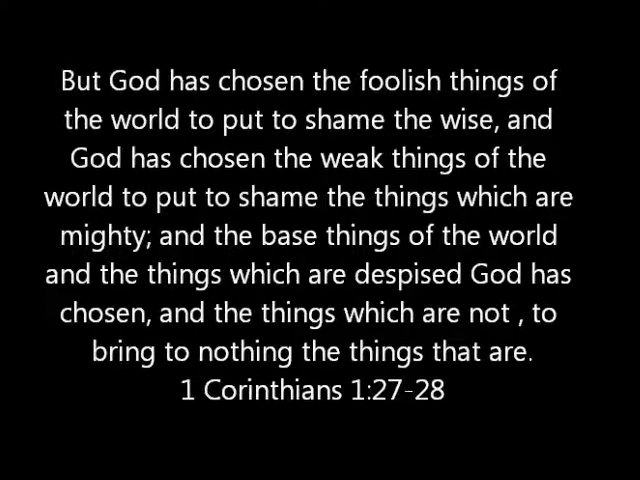 But God has chosen the foolish things of
the world to put to shame the wise, and
God has chosen the weak things of the
world to put to shame the things which are
mighty; and the base things of the world
and the things which are despised God has
chosen, and the things which are not , to
bring to nothing the things that are.
1 Corinthians 1:27-28